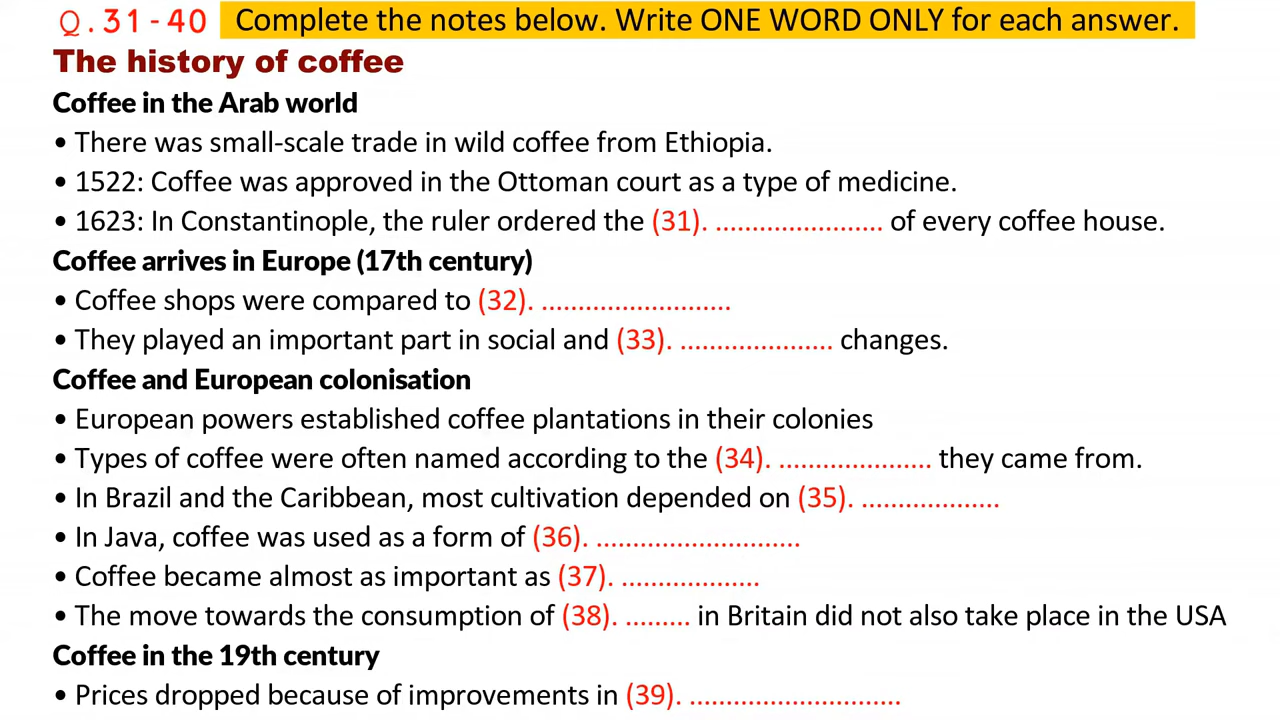 Q.31-40 Complete the notes below. Write ONE WORD ONLY for each answer.
The history of coffee
Coffee in the Arab world
• There was small-scale trade in wild coffee from Ethiopia.
• 1522: Coffee was approved in the Ottoman court as a type of medicine.
• 1623: In Constantinople, the ruler ordered the (31). ...................... of every coffee house.
Coffee arrives in Europe (17th century)
• Coffee shops were compared to (32). .........................
• They played an important part in social and (33). .................... changes.
Coffee and European colonisation
• European powers established coffee plantations in their colonies
• Types of coffee were often named according to the (34). .................... they came from.
• In Brazil and the Caribbean, most cultivation depended on (35). ..................
• In Java, coffee was used as a form of (36). ...........................
• Coffee became almost as important as (37). ..................
• The move towards the consumption of (38). ......... in Britain did not also take place in the USA
Coffee in the 19th century
• Prices dropped because of improvements in (39). ............................